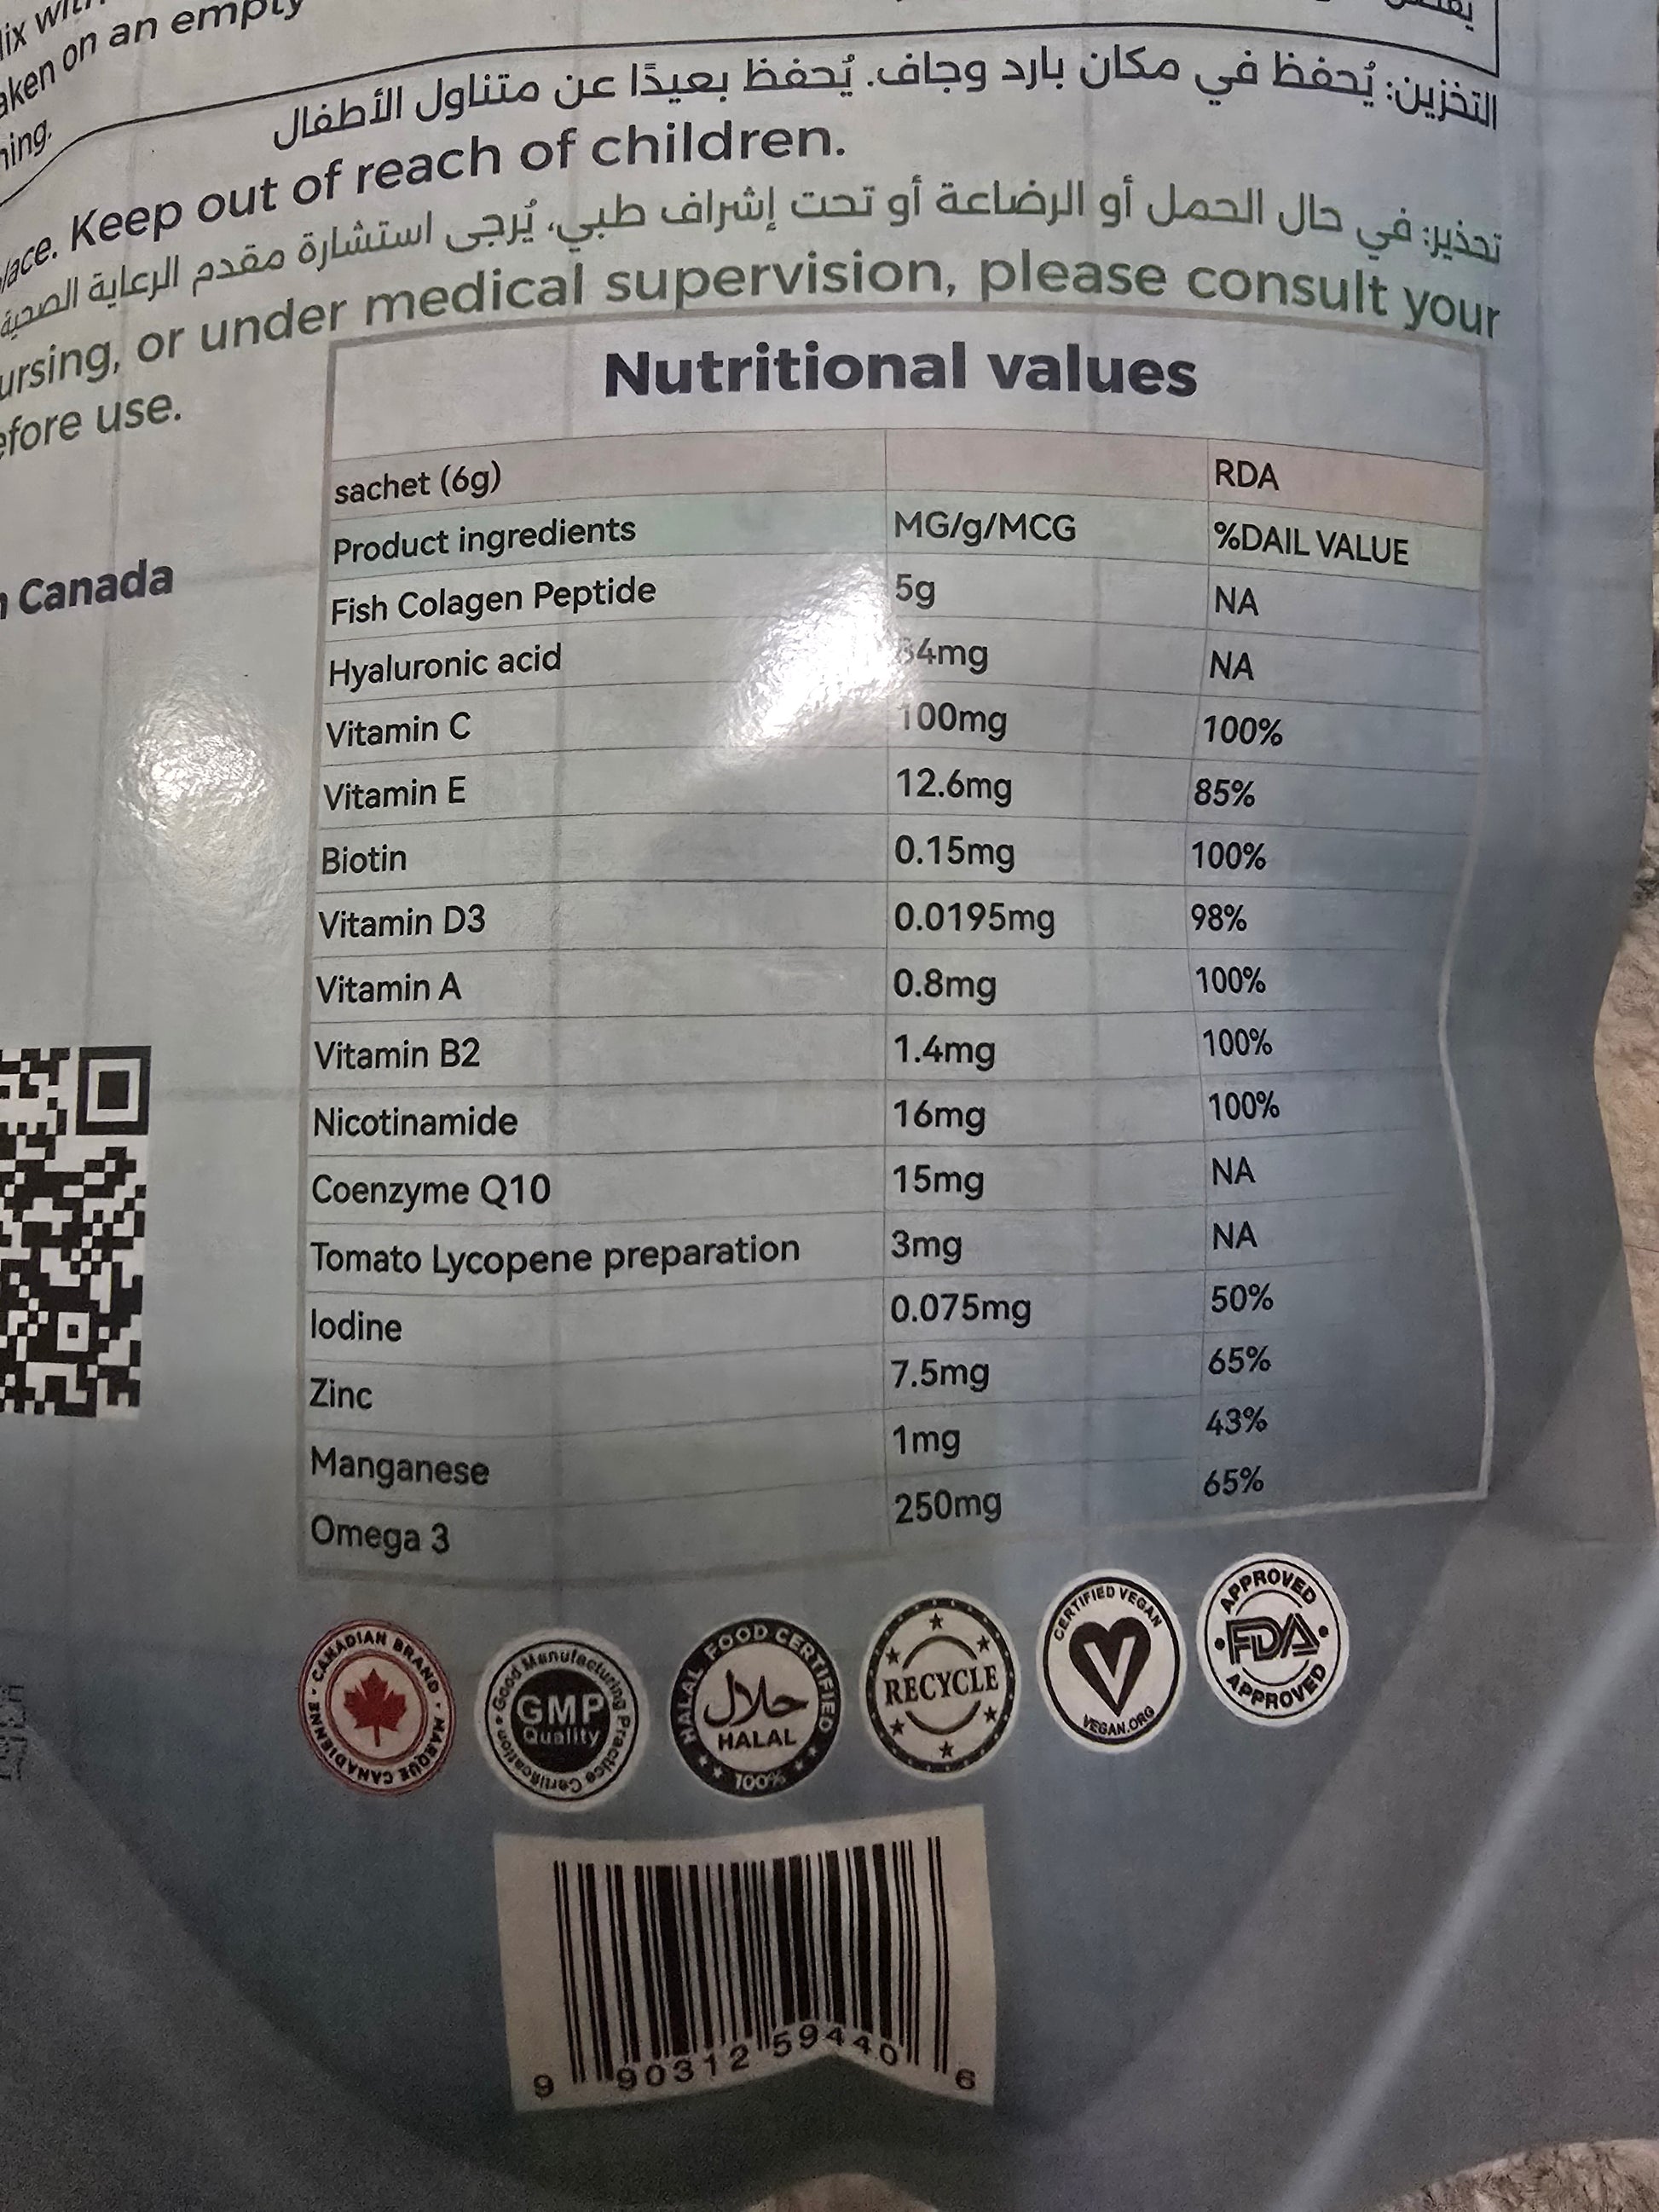 aken on an empty
التخزين: يُحفظ في مكان بارد وجاف. يُحفظ بعيدًا عن متناول الأطفال
Keep out of reach of children.
تحذير: في حال الحمل أو الرضاعة أو تحت إشراف طبي، يُرجى استشارة مقدم الرعاية الصحية
ursing, or under medical supervision, please consult your
efore use.
Canada
Nutritional values
sachet (6g) RDA
Product ingredients MG/g/MCG %DAIL VALUE
Fish Colagen Peptide 5g NA
Hyaluronic acid NA
Vitamin C 100mg 100%
Vitamin E 12.6mg 85%
Biotin 0.15mg 100%
Vitamin D3 0.0195mg 98%
Vitamin A 0.8mg 100%
Vitamin B2 1.4mg 100%
Nicotinamide 16mg 100%
Coenzyme Q10 15mg NA
Tomato Lycopene preparation 3mg NA
Iodine 0.075mg 50%
Zinc 7.5mg 65%
Manganese 1mg 43%
Omega 3 250mg 65%
CANADIAN BRAND • MARQUE CANADIENNE •
Good Manufacturing Practice Certification
GMP
Quality
HALAL FOOD CERTIFIED
حلال
HALAL
100%
RECYCLE
CERTIFIED VEGAN
VEGAN.ORG
APPROVED
FDA
APPROVED
9 903125 94406